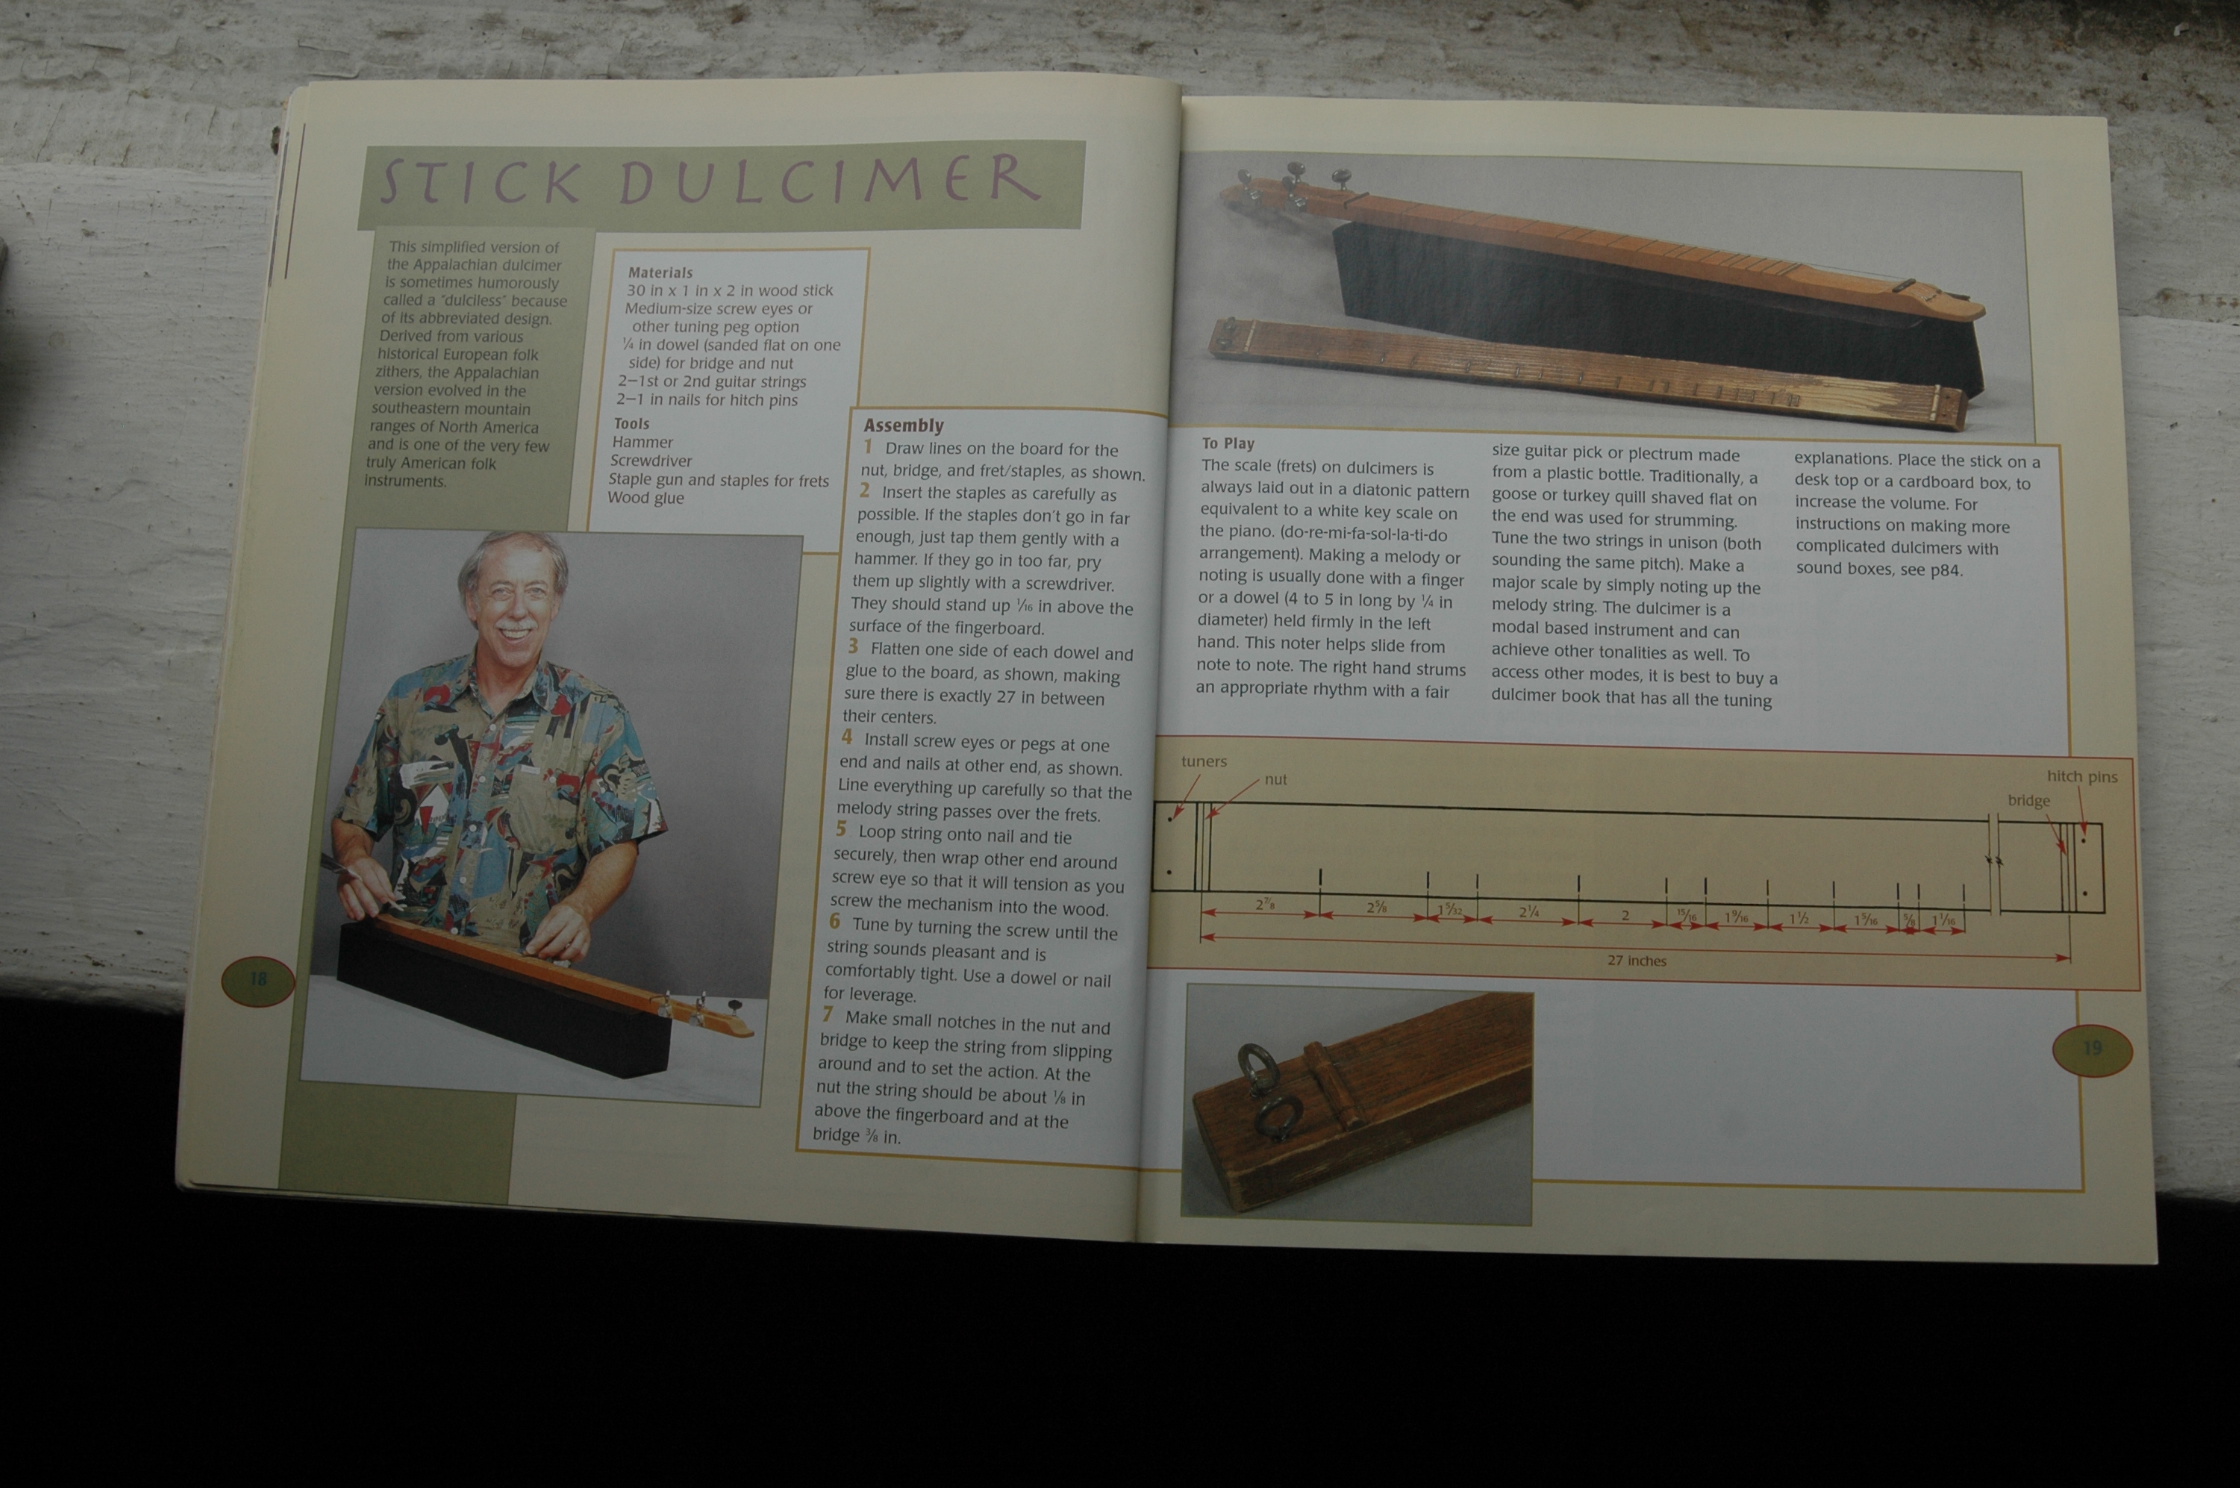 STICK DULCIMER
This simplified version of
the Appalachian dulcimer
is sometimes humorously
called a "dulciless" because
of its abbreviated design.
Derived from various
historical European folk
zithers, the Appalachian
version evolved in the
southeastern mountain
ranges of North America
and is one of the very few
truly American folk
instruments.
Materials
30 in x 1 in x 2 in wood stick
Medium-size screw eyes or
other tuning peg option
¼ in dowel (sanded flat on one
side) for bridge and nut
2–1st or 2nd guitar strings
2–1 in nails for hitch pins
Tools
Hammer
Screwdriver
Staple gun and staples for frets
Wood glue
Assembly
1 Draw lines on the board for the
nut, bridge, and fret/staples, as shown.
2 Insert the staples as carefully as
possible. If the staples don't go in far
enough, just tap them gently with a
hammer. If they go in too far, pry
them up slightly with a screwdriver.
They should stand up 1/16 in above the
surface of the fingerboard.
3 Flatten one side of each dowel and
glue to the board, as shown, making
sure there is exactly 27 in between
their centers.
4 Install screw eyes or pegs at one
end and nails at other end, as shown.
Line everything up carefully so that the
melody string passes over the frets.
5 Loop string onto nail and tie
securely, then wrap other end around
screw eye so that it will tension as you
screw the mechanism into the wood.
6 Tune by turning the screw until the
string sounds pleasant and is
comfortably tight. Use a dowel or nail
for leverage.
7 Make small notches in the nut and
bridge to keep the string from slipping
around and to set the action. At the
nut the string should be about ⅛ in
above the fingerboard and at the
bridge ⅜ in.
18
To Play
The scale (frets) on dulcimers is
always laid out in a diatonic pattern
equivalent to a white key scale on
the piano. (do-re-mi-fa-sol-la-ti-do
arrangement). Making a melody or
noting is usually done with a finger
or a dowel (4 to 5 in long by ¼ in
diameter) held firmly in the left
hand. This noter helps slide from
note to note. The right hand strums
an appropriate rhythm with a fair
size guitar pick or plectrum made
from a plastic bottle. Traditionally, a
goose or turkey quill shaved flat on
the end was used for strumming.
Tune the two strings in unison (both
sounding the same pitch). Make a
major scale by simply noting up the
melody string. The dulcimer is a
modal based instrument and can
achieve other tonalities as well. To
access other modes, it is best to buy a
dulcimer book that has all the tuning
explanations. Place the stick on a
desk top or a cardboard box, to
increase the volume. For
instructions on making more
complicated dulcimers with
sound boxes, see p84.
tuners
nut
hitch pins
bridge
2⅞ 2⅝ 1 5/32 2¼ 2 15/16 1 9/16 1½ 1 5/16 ⅝ 1 1/16
27 inches
19